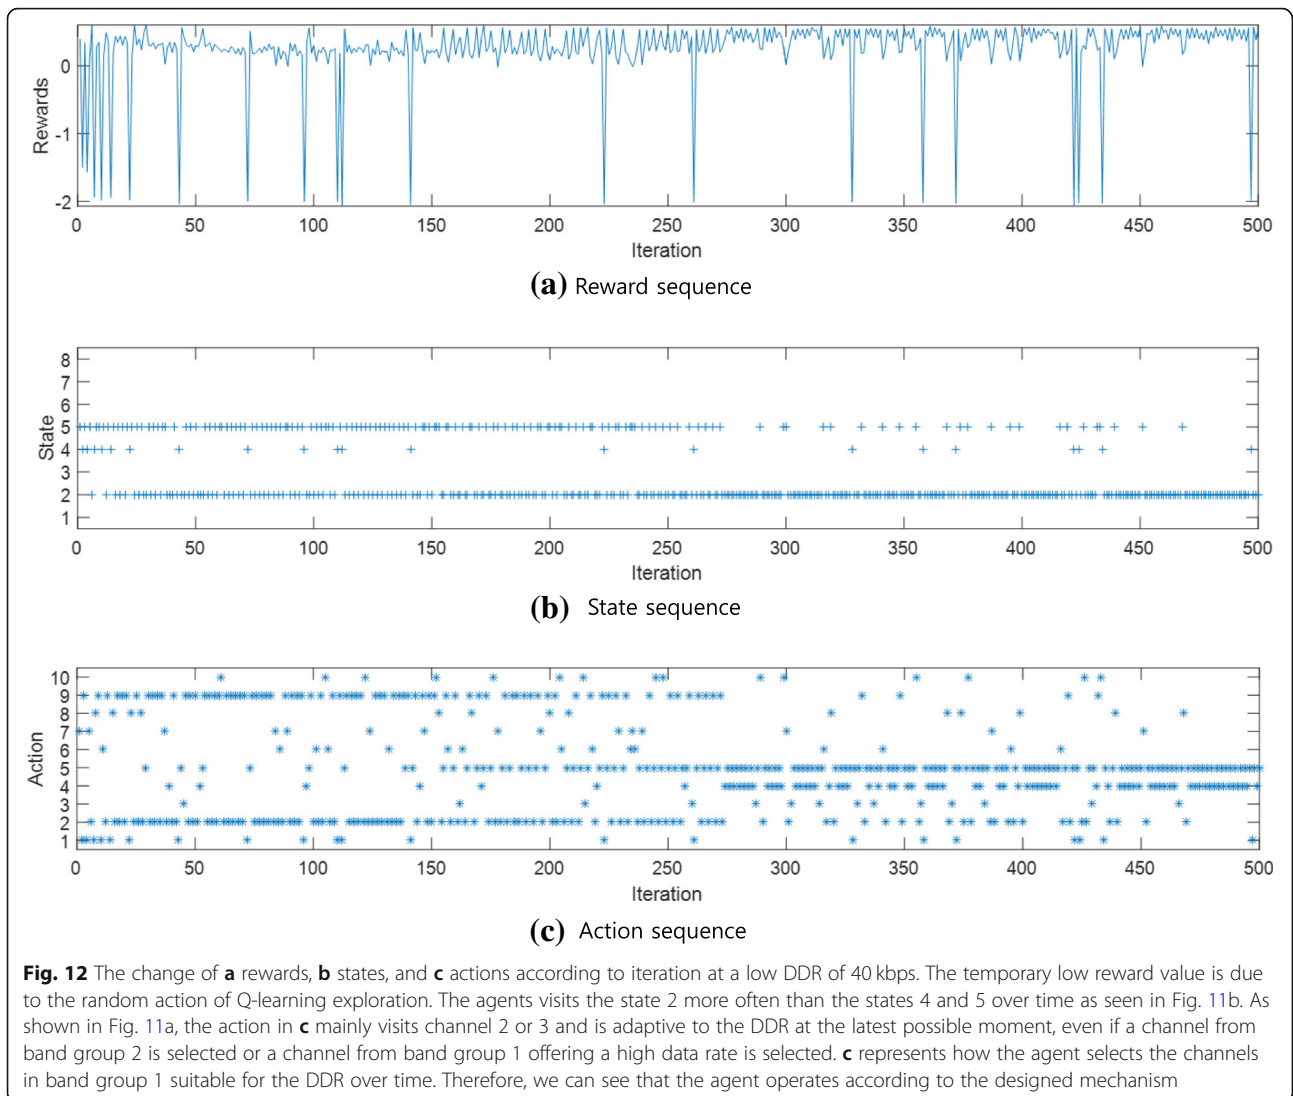 0
-1
-2
Rewards
0 50 100 150 200 250 300 350 400 450 500
Iteration
(a) Reward sequence
8
7
6
5
4
3
2
1
State
0 50 100 150 200 250 300 350 400 450 500
Iteration
(b) State sequence
10
9
8
7
6
5
4
3
2
1
Action
0 50 100 150 200 250 300 350 400 450 500
Iteration
(c) Action sequence
Fig. 12 The change of a rewards, b states, and c actions according to iteration at a low DDR of 40 kbps. The temporary low reward value is due
to the random action of Q-learning exploration. The agents visits the state 2 more often than the states 4 and 5 over time as seen in Fig. 11b. As
shown in Fig. 11a, the action in c mainly visits channel 2 or 3 and is adaptive to the DDR at the latest possible moment, even if a channel from
band group 2 is selected or a channel from band group 1 offering a high data rate is selected. c represents how the agent selects the channels
in band group 1 suitable for the DDR over time. Therefore, we can see that the agent operates according to the designed mechanism